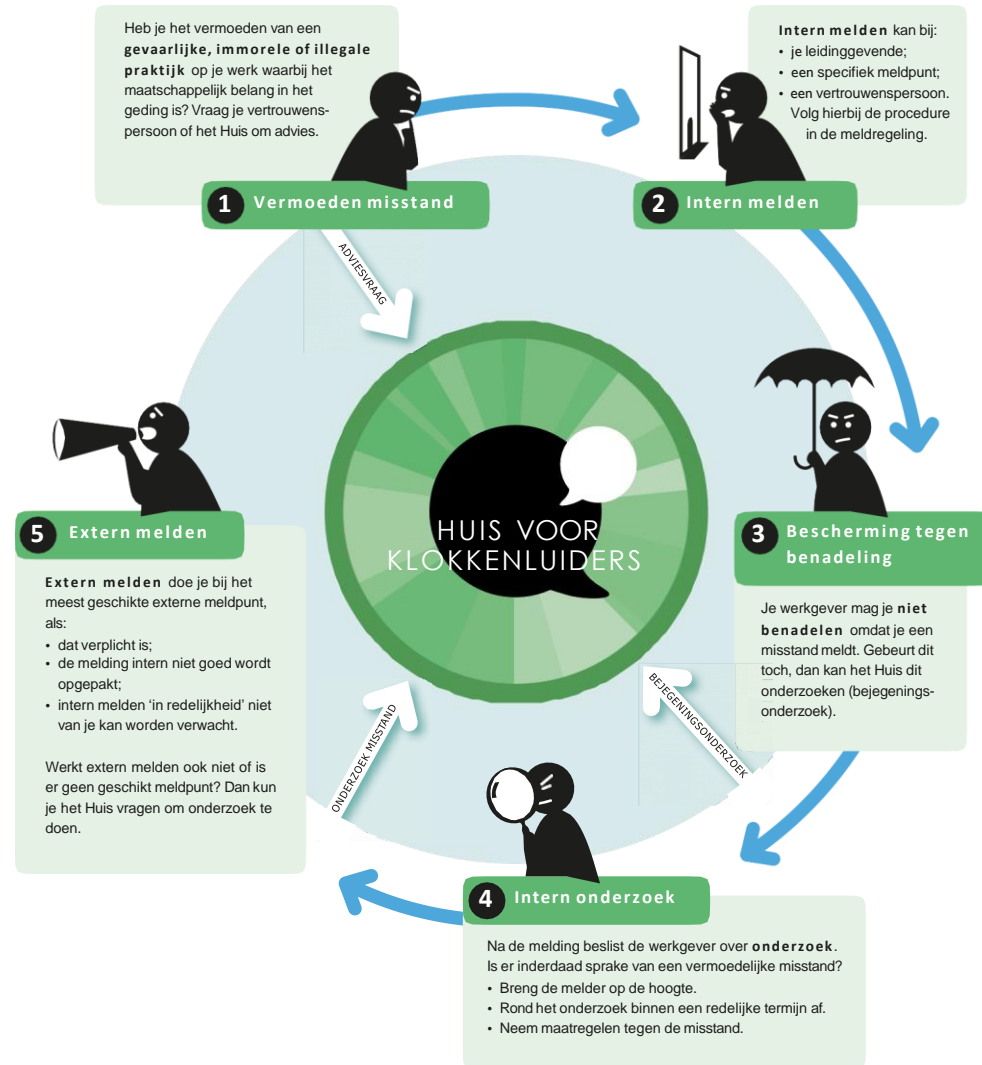 Heb je het vermoeden van een
gevaarlijke, immorele of illegale
praktijk op je werk waarbij het
maatschappelijk belang in het
geding is? Vraag je vertrouwens-
persoon of het Huis om advies.
1 Vermoeden misstand
Intern melden kan bij:
• je leidinggevende;
• een specifiek meldpunt;
• een vertrouwenspersoon.
Volg hierbij de procedure
in de meldregeling.
2 Intern melden
ADVIESVRAAG
HUIS VOOR
KLOKKENLUIDERS
3 Bescherming tegen
benadeling
Je werkgever mag je niet
benadelen omdat je een
misstand meldt. Gebeurt dit
toch, dan kan het Huis dit
onderzoeken (bejegenings-
onderzoek).
BEJEGENINGSONDERZOEK
4 Intern onderzoek
Na de melding beslist de werkgever over onderzoek.
Is er inderdaad sprake van een vermoedelijke misstand?
• Breng de melder op de hoogte.
• Rond het onderzoek binnen een redelijke termijn af.
• Neem maatregelen tegen de misstand.
ONDERZOEK MISSTAND
5 Extern melden
Extern melden doe je bij het
meest geschikte externe meldpunt,
als:
• dat verplicht is;
• de melding intern niet goed wordt
opgepakt;
• intern melden ‘in redelijkheid’ niet
van je kan worden verwacht.
Werkt extern melden ook niet of is
er geen geschikt meldpunt? Dan kun
je het Huis vragen om onderzoek te
doen.